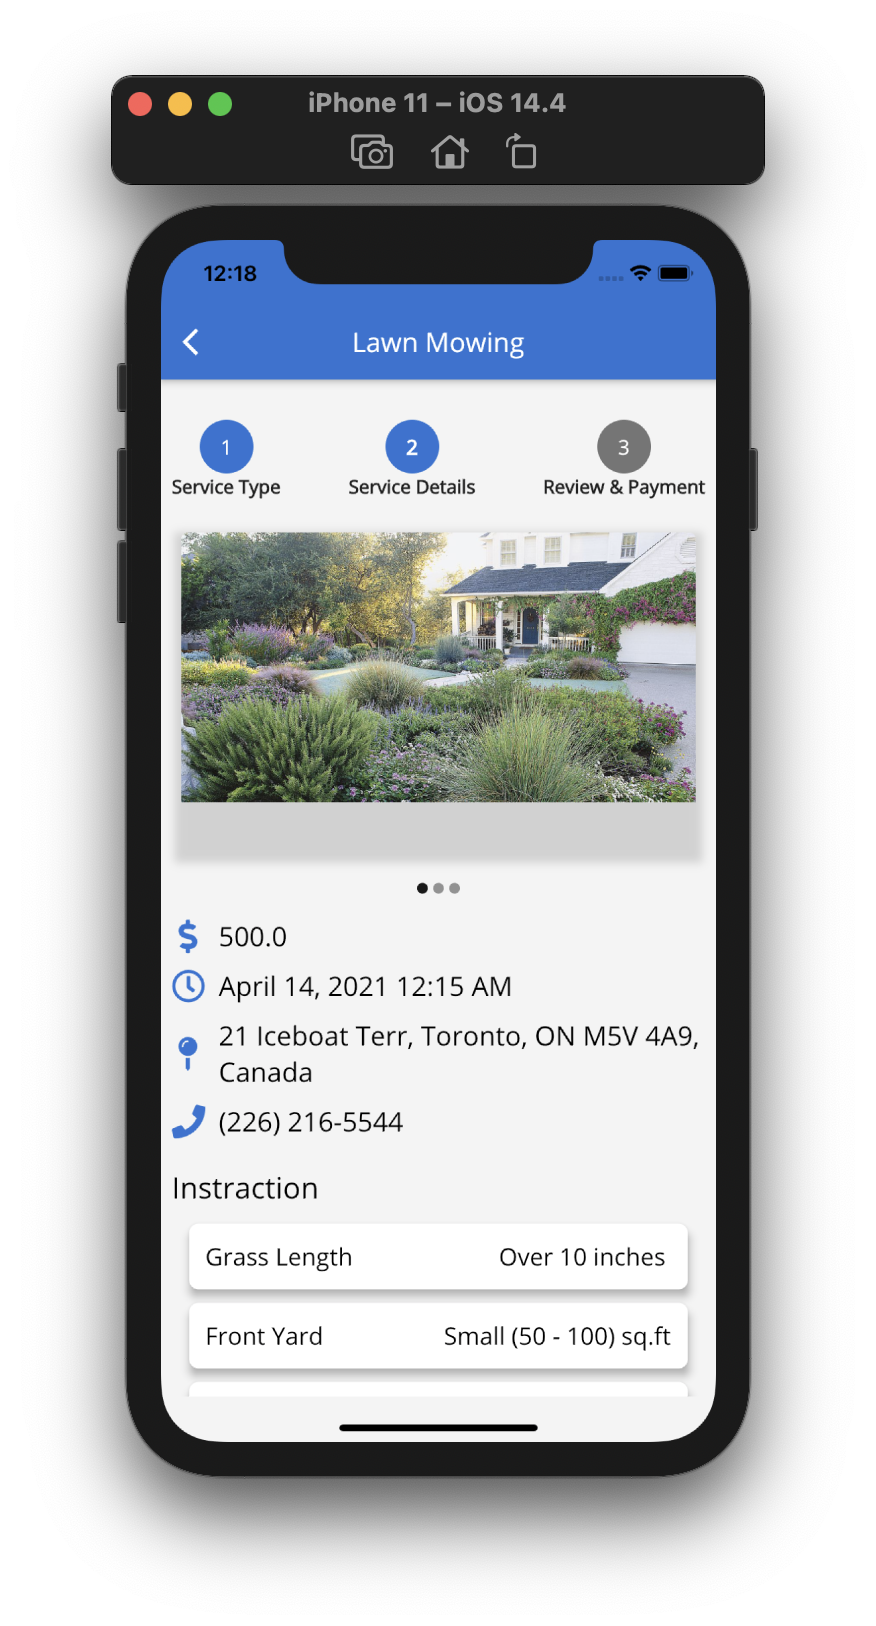 iPhone 11 – iOS 14.4
12:18
Lawn Mowing
1
2
3
Service Type
Service Details
Review & Payment
500.0
April 14, 2021 12:15 AM
21 Iceboat Terr, Toronto, ON M5V 4A9,
Canada
(226) 216-5544
Instraction
Grass Length Over 10 inches
Front Yard Small (50 - 100) sq.ft